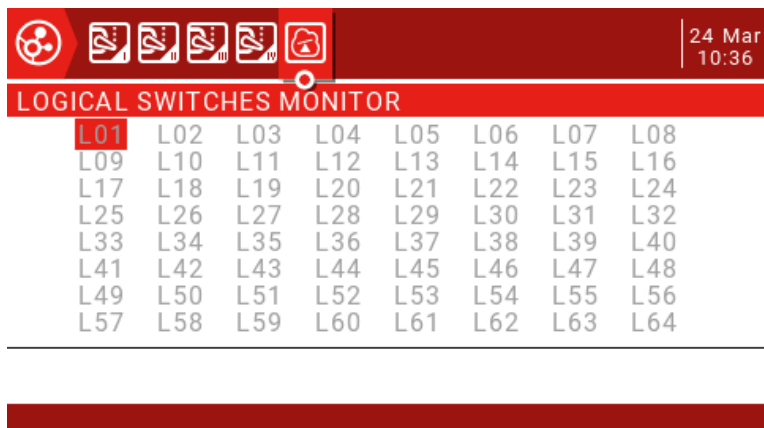 I II III IV
24 Mar
10:36
LOGICAL SWITCHES MONITOR
L01 L02 L03 L04 L05 L06 L07 L08
L09 L10 L11 L12 L13 L14 L15 L16
L17 L18 L19 L20 L21 L22 L23 L24
L25 L26 L27 L28 L29 L30 L31 L32
L33 L34 L35 L36 L37 L38 L39 L40
L41 L42 L43 L44 L45 L46 L47 L48
L49 L50 L51 L52 L53 L54 L55 L56
L57 L58 L59 L60 L61 L62 L63 L64